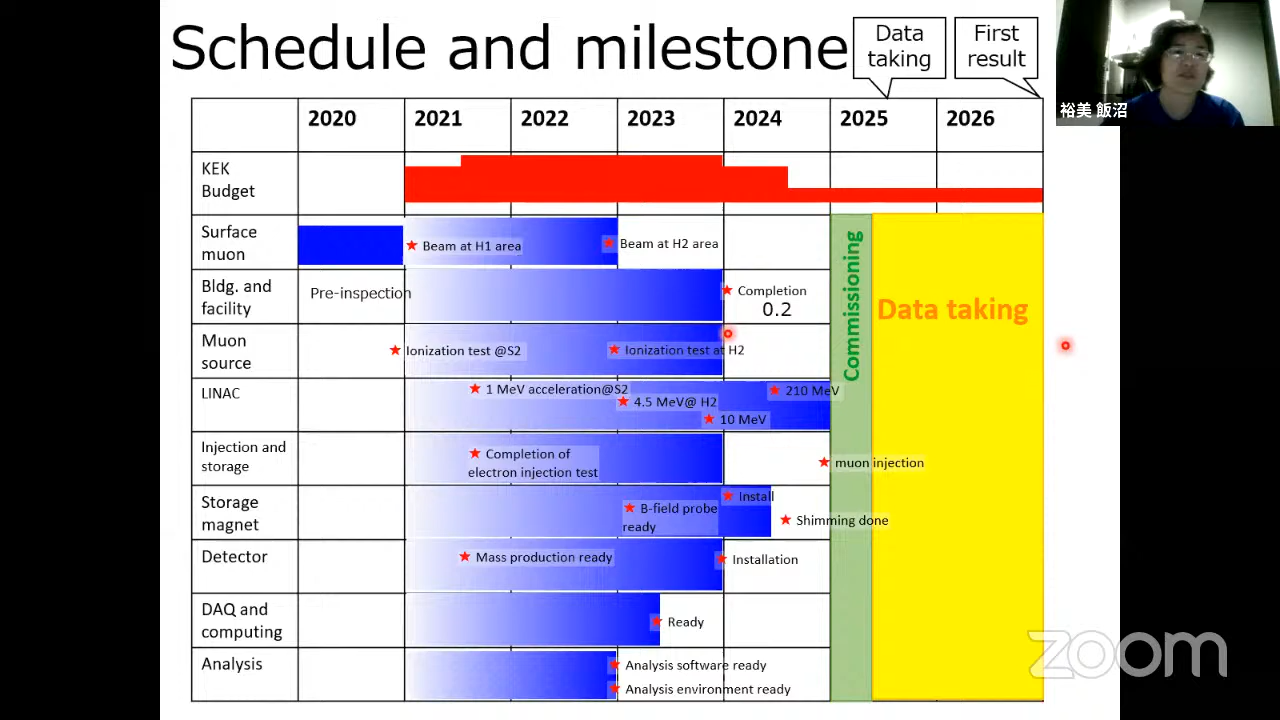 Schedule and milestone
Data
taking
First
result
裕美 飯沼
2020 2021 2022 2023 2024 2025 2026
KEK
Budget
Surface
muon
Beam at H1 area
Beam at H2 area
Bldg. and
facility
Pre-inspection
Completion
0.2
Commissioning
Data taking
Muon
source
Ionization test @S2
Ionization test at H2
LINAC
1 MeV acceleration@S2
4.5 MeV@ H2
10 MeV
210 MeV
Injection and
storage
Completion of
electron injection test
muon injection
Storage
magnet
B-field probe
ready
Install
Shimming done
Detector
Mass production ready
Installation
DAQ and
computing
Ready
Analysis
Analysis software ready
Analysis environment ready
zoom